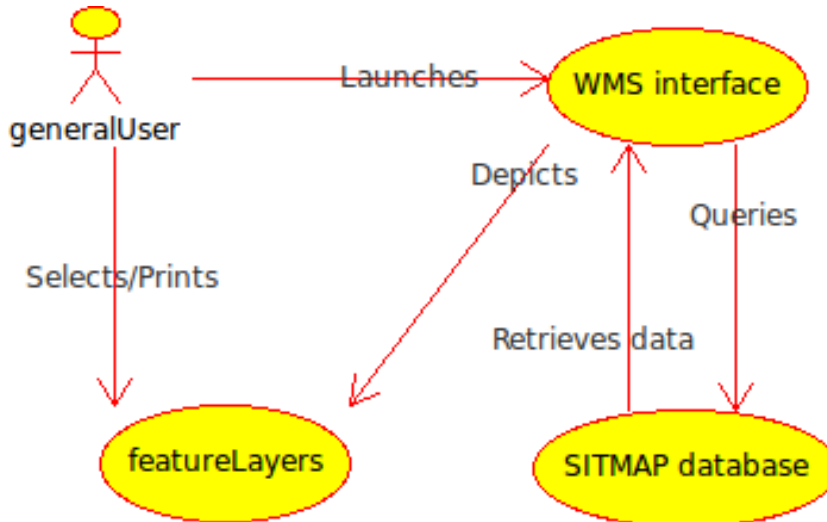 Launches
WMS interface
generalUser
Depicts
Queries
Selects/Prints
Retrieves data
featureLayers
SITMAP database